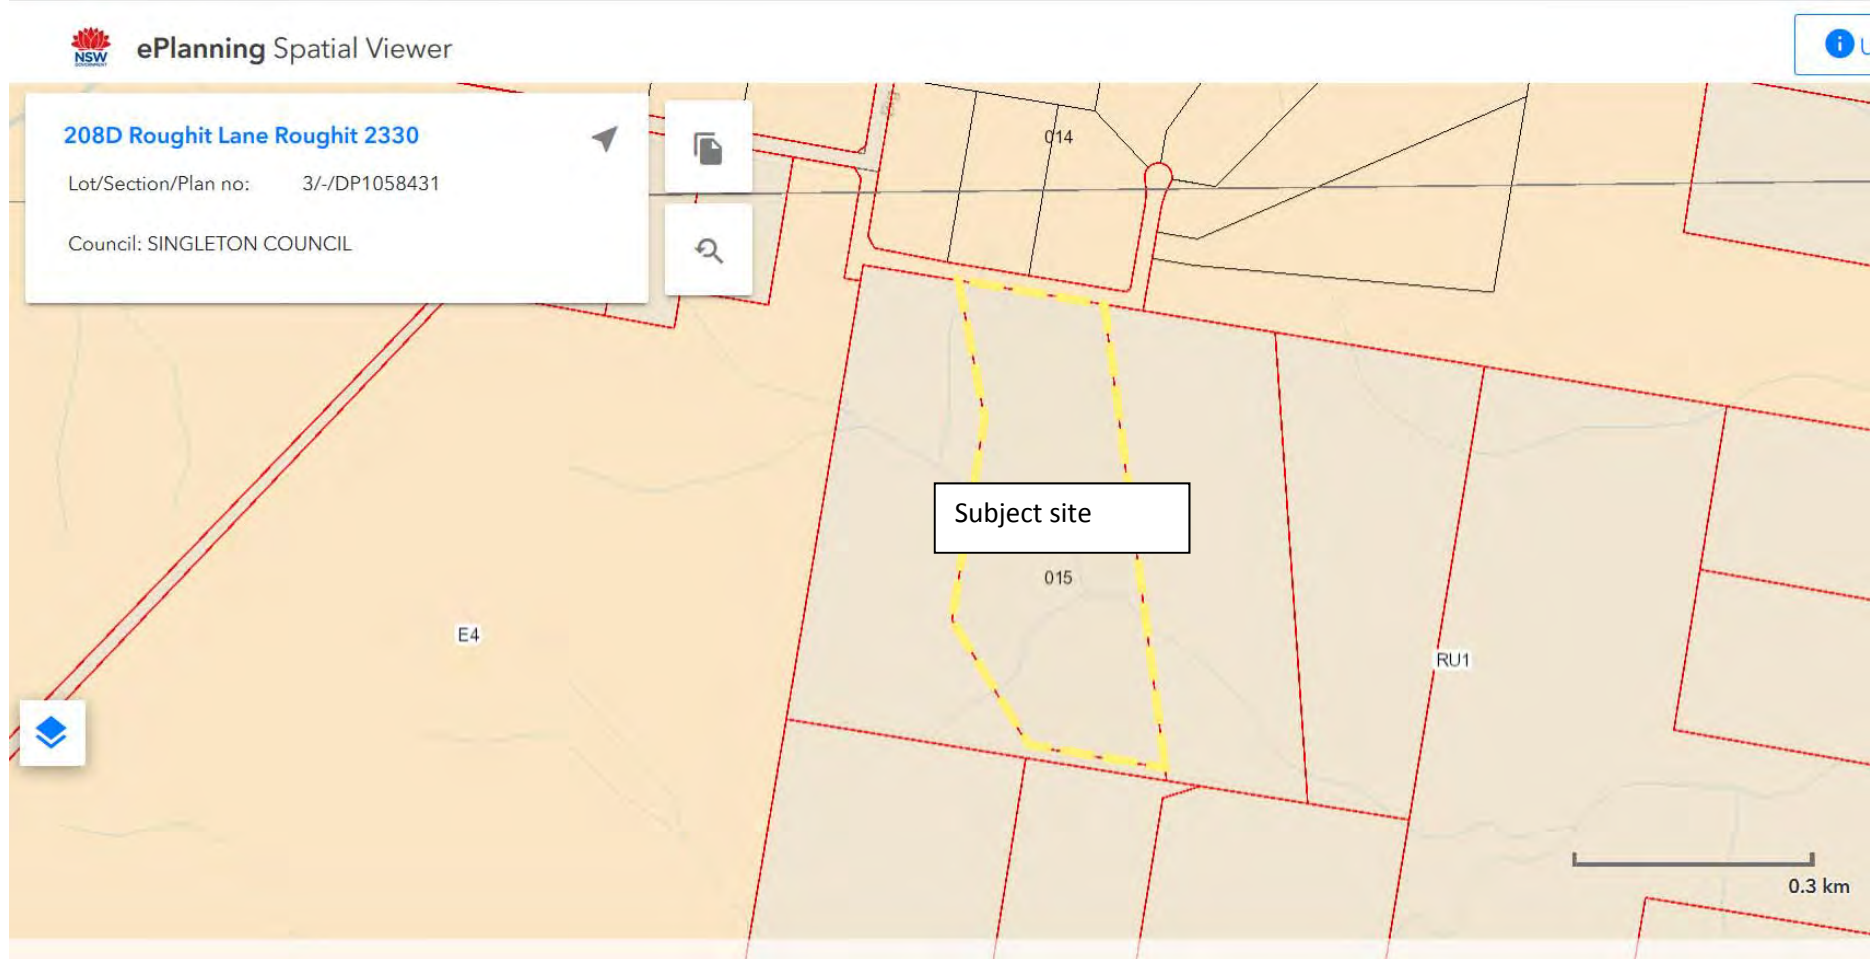 NSW
GOVERNMENT
ePlanning Spatial Viewer
U
208D Roughit Lane Roughit 2330
Lot/Section/Plan no: 3/-/DP1058431
Council: SINGLETON COUNCIL
014
Subject site
015
E4
RU1
0.3 km